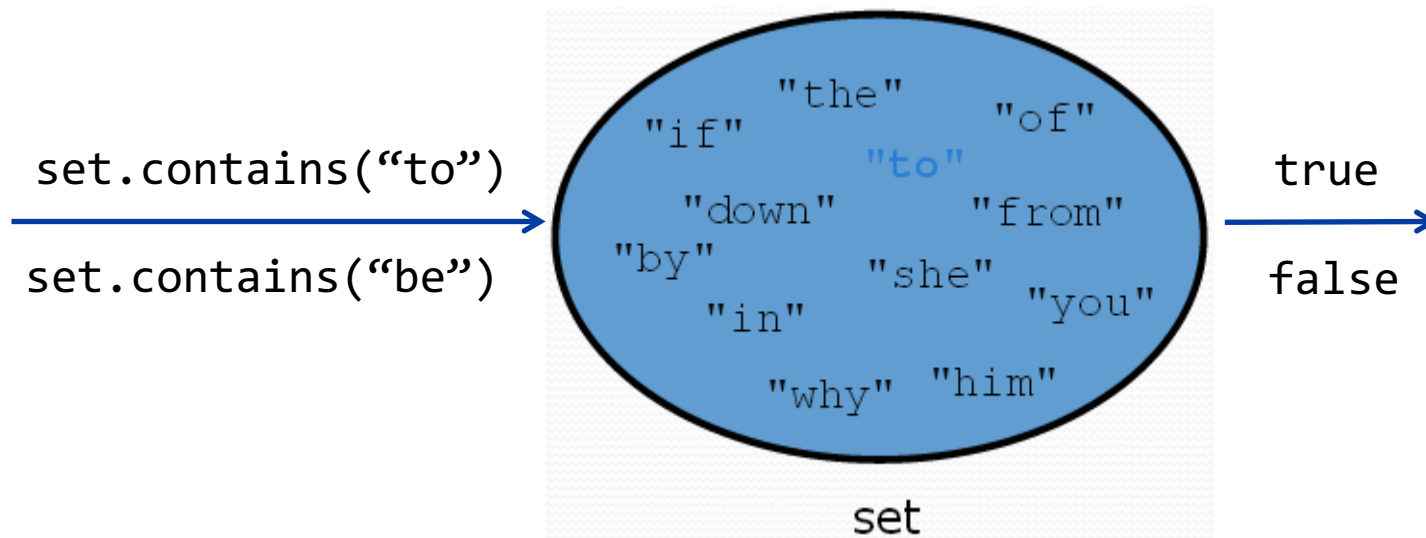 set.contains(“to”)
set.contains(“be”)
"the"
"of"
"if"
"to"
"down"
"from"
"by"
"she"
"in"
"you"
"why"
"him"
set
true
false